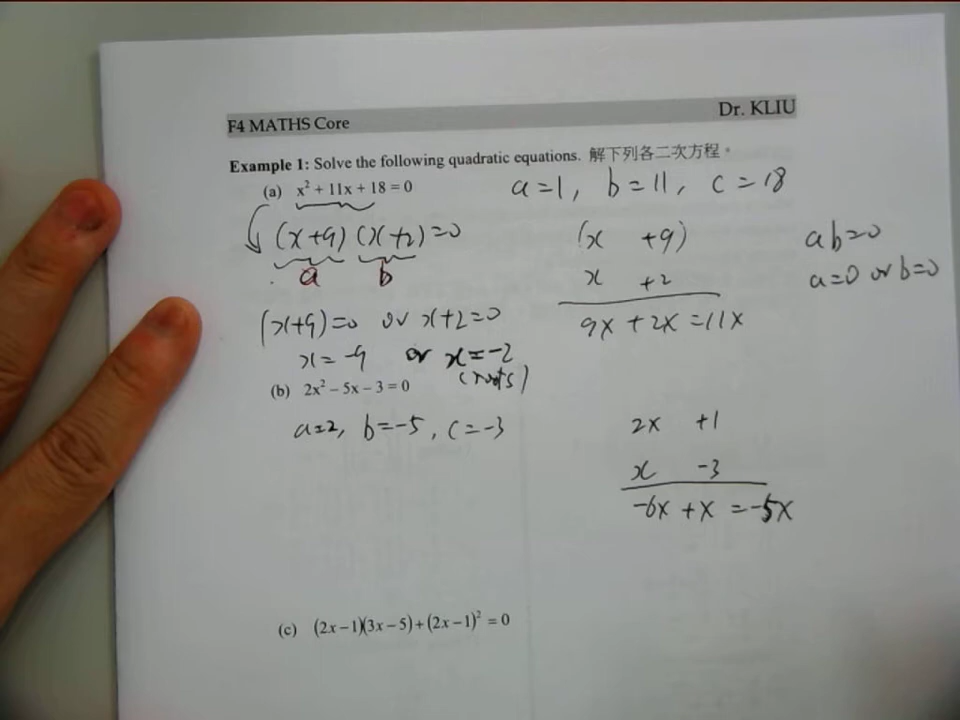 F4 MATHS Core Dr. KLIU
Example 1: Solve the following quadratic equations. 解下列各二次方程。
(a) x² + 11x + 18 = 0 a=1, b=11, c=18
(x+9) (x+2)=0 (x +9) ab=0
a b x +2 a=0 or b=0
(x+9)=0 or x+2=0 9x +2x =11x
x= -9 or x=-2
(roots)
(b) 2x² – 5x – 3 = 0
a=2, b=-5, c=-3 2x +1
x -3
-6x +x =-5x
(c) (2x – 1)(3x – 5) + (2x – 1)² = 0